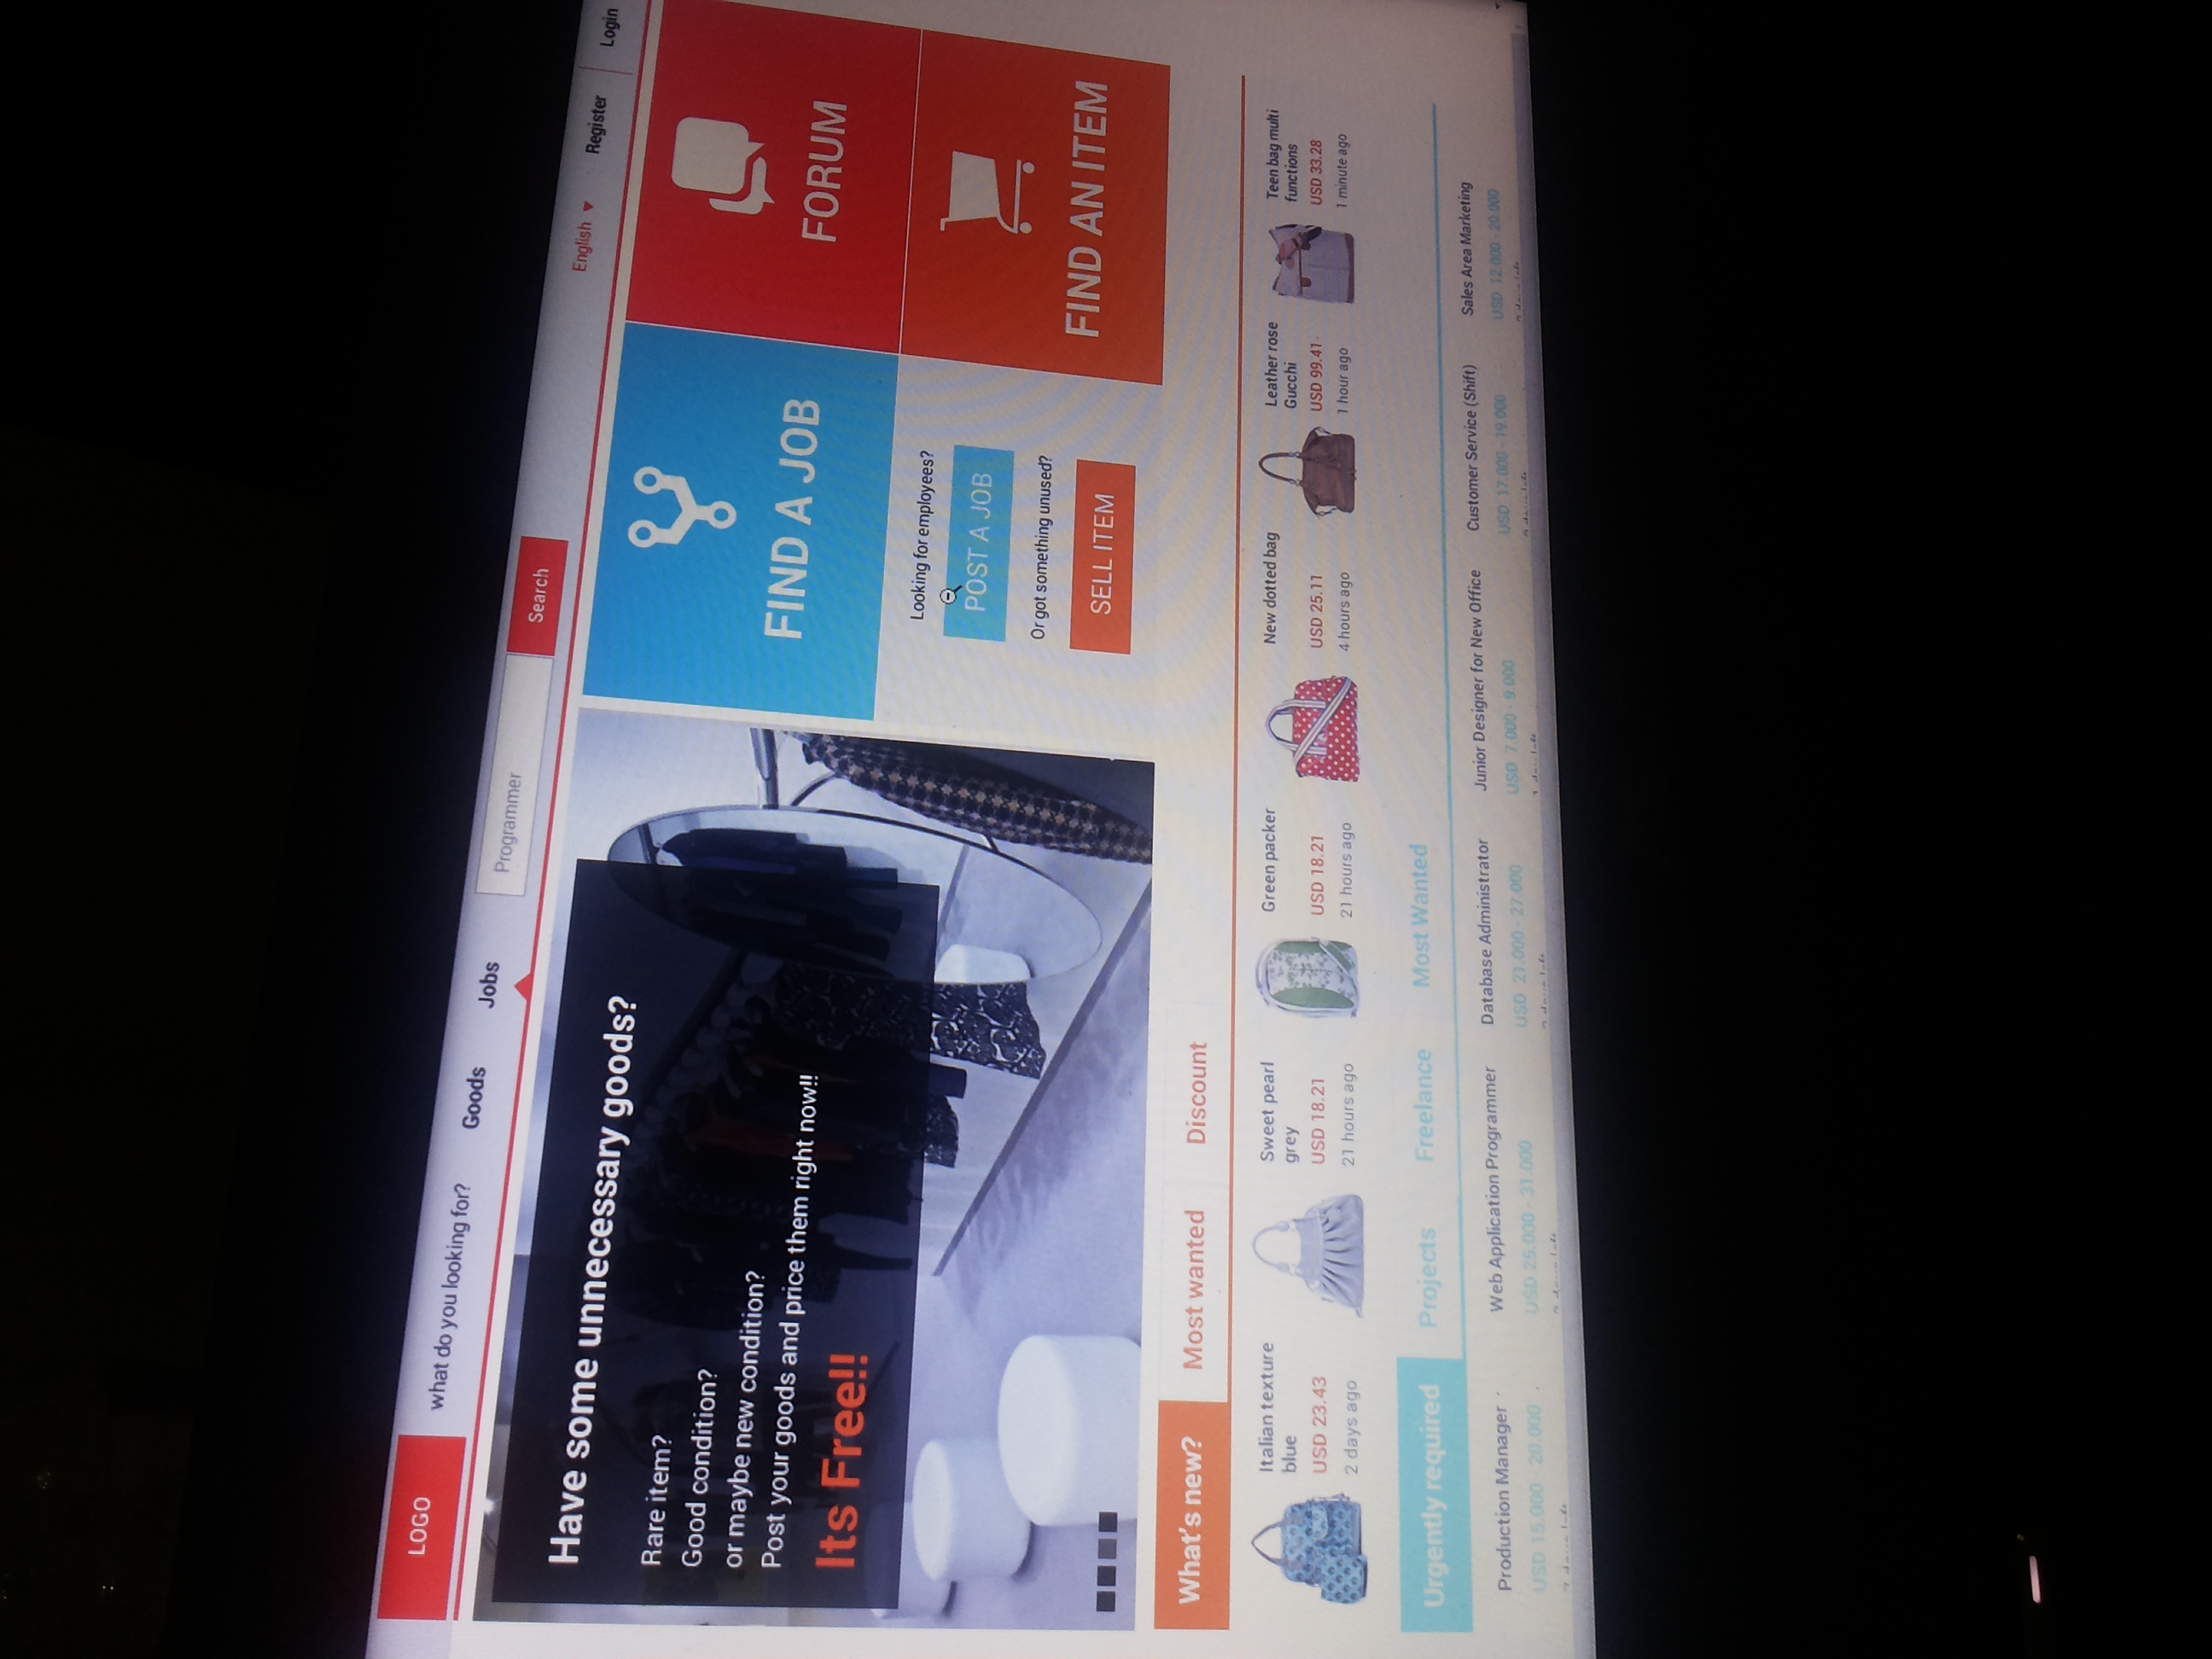 LOGO
what do you looking for?
Goods
Jobs
Programmer
Search
English
Register
Login
Have some unnecessary goods?
Rare item?
Good condition?
or maybe new condition?
Post your goods and price them right now!!
Its Free!!
FIND A JOB
FORUM
Looking for employees?
POST A JOB
Or got something unused?
SELL ITEM
FIND AN ITEM
What's new?
Most wanted
Discount
Italian texture
blue
USD 23.43
2 days ago
Sweet pearl
grey
USD 18.21
21 hours ago
Green packer
USD 18.21
21 hours ago
New dotted bag
USD 25.11
4 hours ago
Leather rose
Gucchi
USD 99.41
1 hour ago
Teen bag multi
functions
USD 33.28
1 minute ago
Urgently required
Projects
Freelance
Most Wanted
Production Manager
USD 15.000 - 20.000
Web Application Programmer
USD 25.000 - 31.000
Database Administrator
USD 21.000 - 27.000
Junior Designer for New Office
USD 7.000 - 9.000
Customer Service (Shift)
USD 17.000 - 19.000
Sales Area Marketing
USD 12.000 - 20.000